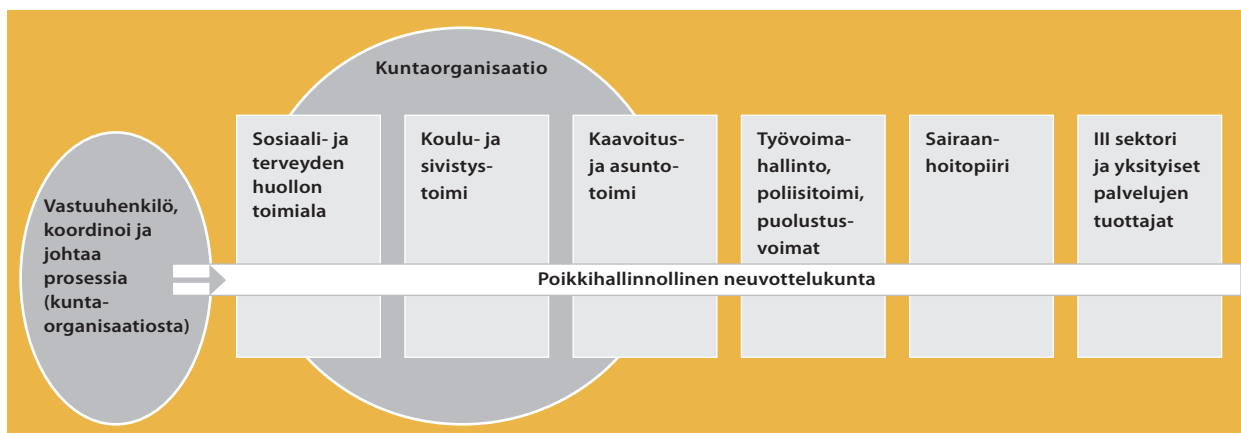 Kuntaorganisaatio
Vastuuhenkilö,
koordinoi ja
johtaa
prosessia
(kunta-
organisaatiosta)
Sosiaali- ja
terveyden
huollon
toimiala
Koulu- ja
sivistys-
toimi
Kaavoitus-
ja asunto-
toimi
Työvoima-
hallinto,
poliisitoimi,
puolustus-
voimat
Sairaan-
hoitopiiri
III sektori
ja yksityiset
palvelujen
tuottajat
Poikkihallinnollinen neuvottelukunta